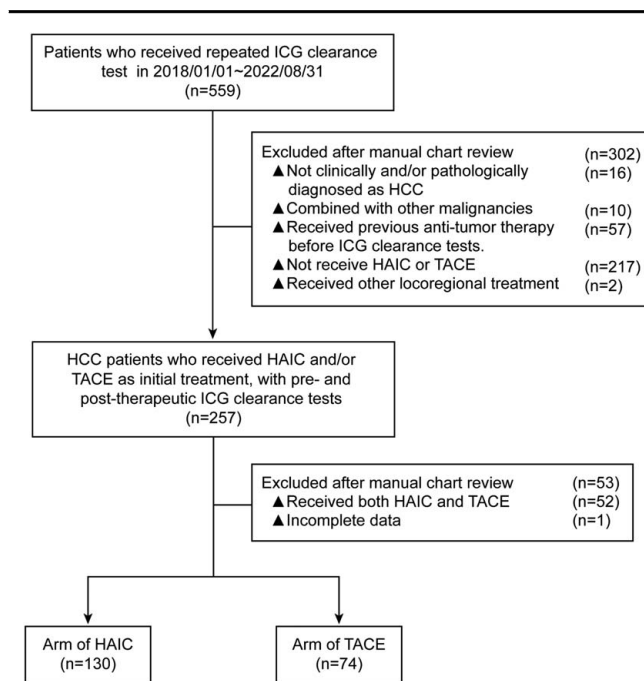 Patients who received repeated ICG clearance
test in 2018/01/01~2022/08/31
(n=559)
Excluded after manual chart review (n=302)
▲Not clinically and/or pathologically (n=16)
diagnosed as HCC
▲Combined with other malignancies (n=10)
▲Received previous anti-tumor therapy (n=57)
before ICG clearance tests.
▲Not receive HAIC or TACE (n=217)
▲Received other locoregional treatment (n=2)
HCC patients who received HAIC and/or
TACE as initial treatment, with pre- and
post-therapeutic ICG clearance tests
(n=257)
Excluded after manual chart review (n=53)
▲Received both HAIC and TACE (n=52)
▲Incomplete data (n=1)
Arm of HAIC
(n=130)
Arm of TACE
(n=74)